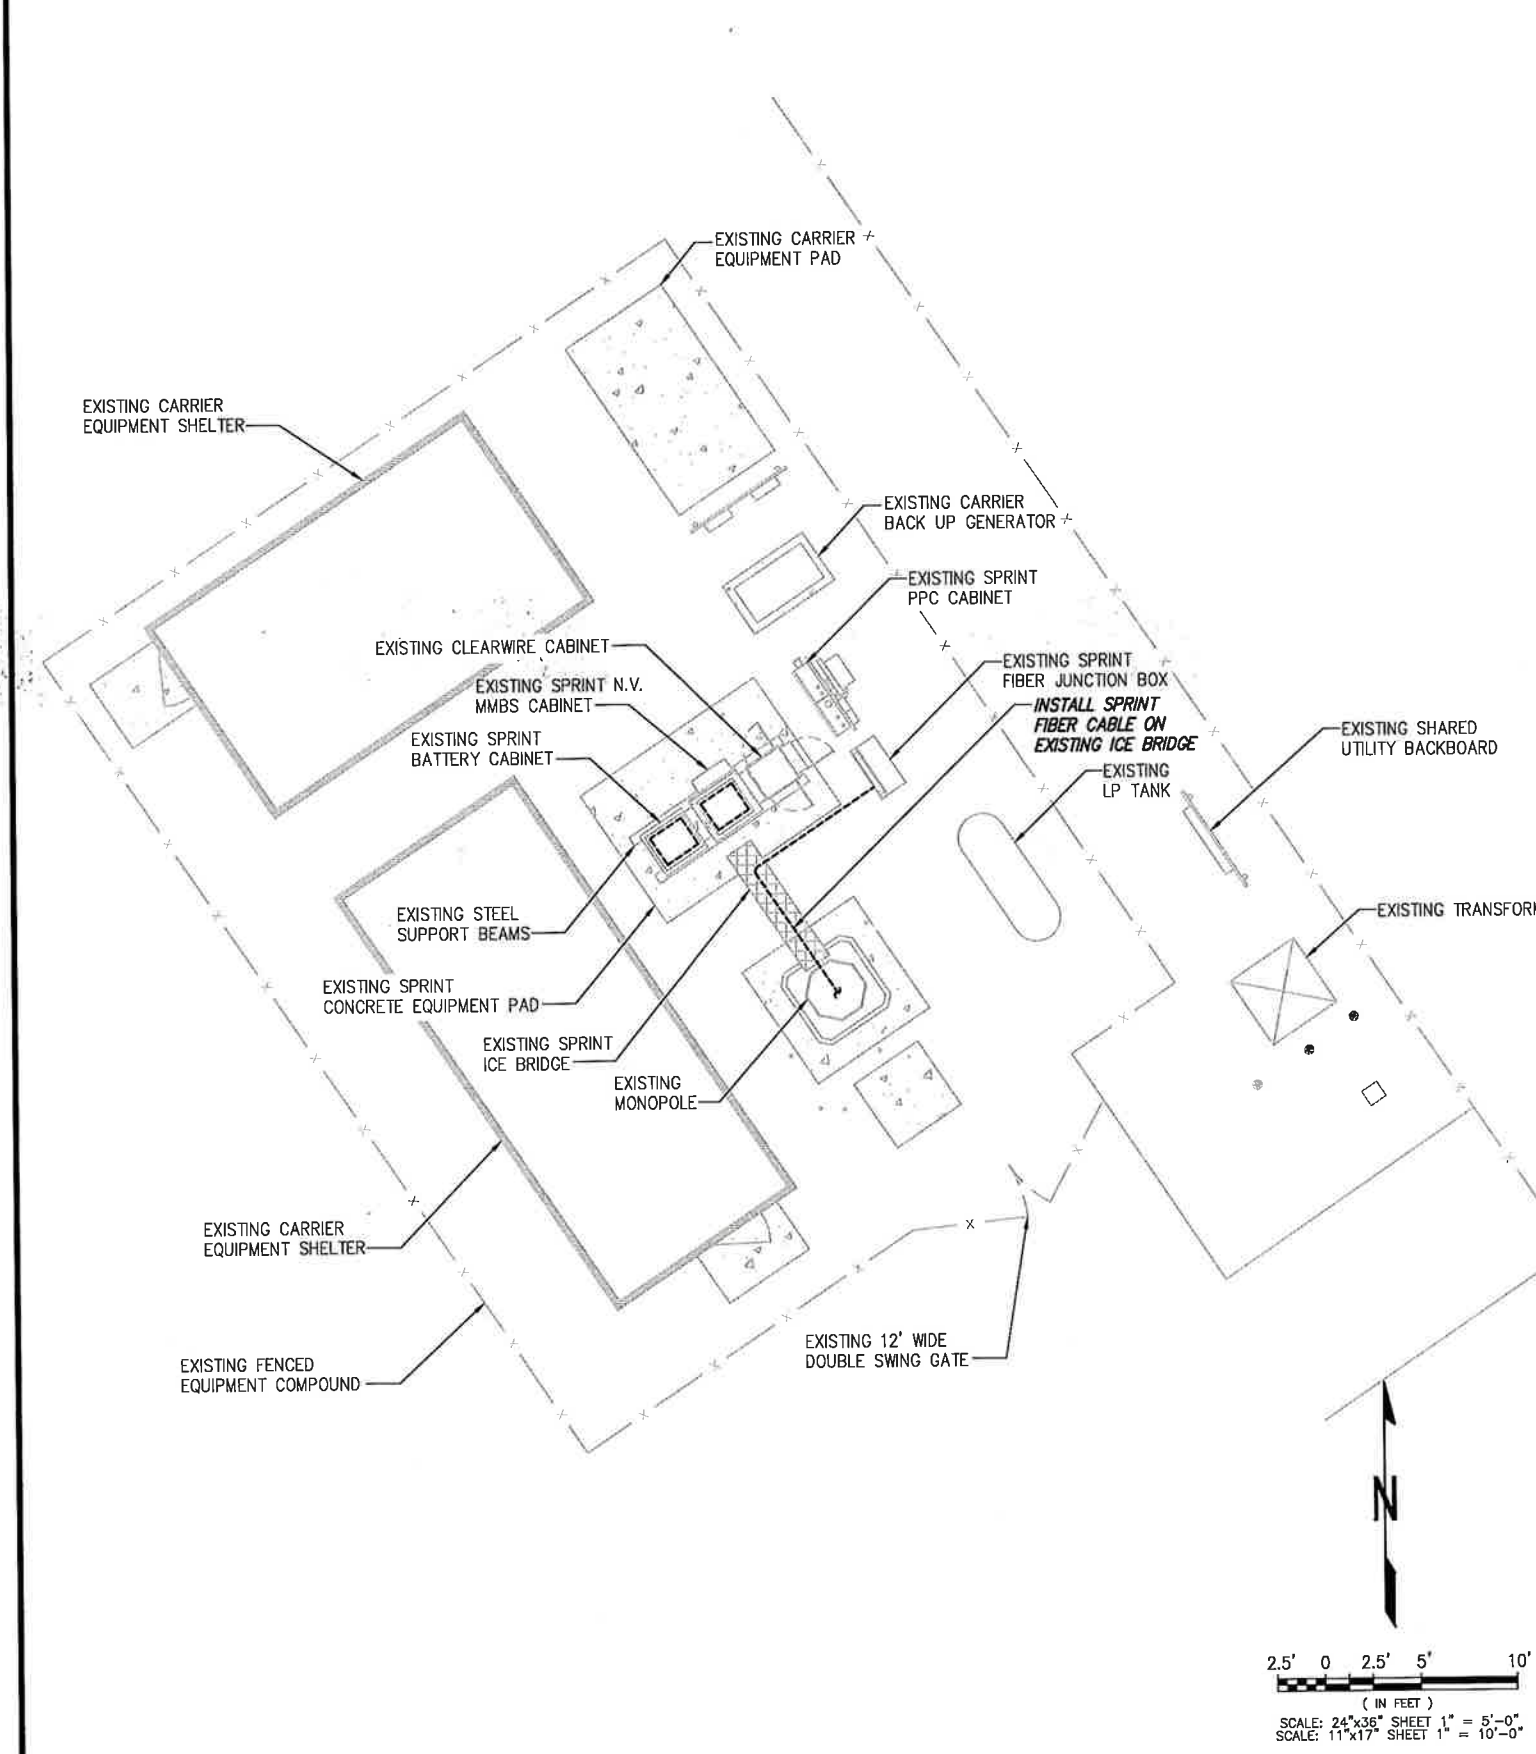 EXISTING CARRIER
EQUIPMENT PAD
EXISTING CARRIER
EQUIPMENT SHELTER
EXISTING CARRIER
BACK UP GENERATOR
EXISTING SPRINT
PPC CABINET
EXISTING CLEARWIRE CABINET
EXISTING SPRINT
FIBER JUNCTION BOX
EXISTING SPRINT N.V.
MMBS CABINET
INSTALL SPRINT
FIBER CABLE ON
EXISTING ICE BRIDGE
EXISTING SPRINT
BATTERY CABINET
EXISTING SHARED
UTILITY BACKBOARD
EXISTING
LP TANK
EXISTING STEEL
SUPPORT BEAMS
EXISTING TRANSFOR
EXISTING SPRINT
CONCRETE EQUIPMENT PAD
EXISTING SPRINT
ICE BRIDGE
EXISTING
MONOPOLE
EXISTING CARRIER
EQUIPMENT SHELTER
EXISTING 12' WIDE
DOUBLE SWING GATE
EXISTING FENCED
EQUIPMENT COMPOUND
N
2.5' 0 2.5' 5' 10'
( IN FEET )
SCALE: 24"x36" SHEET 1" = 5'-0"
SCALE: 11"x17" SHEET 1" = 10'-0"